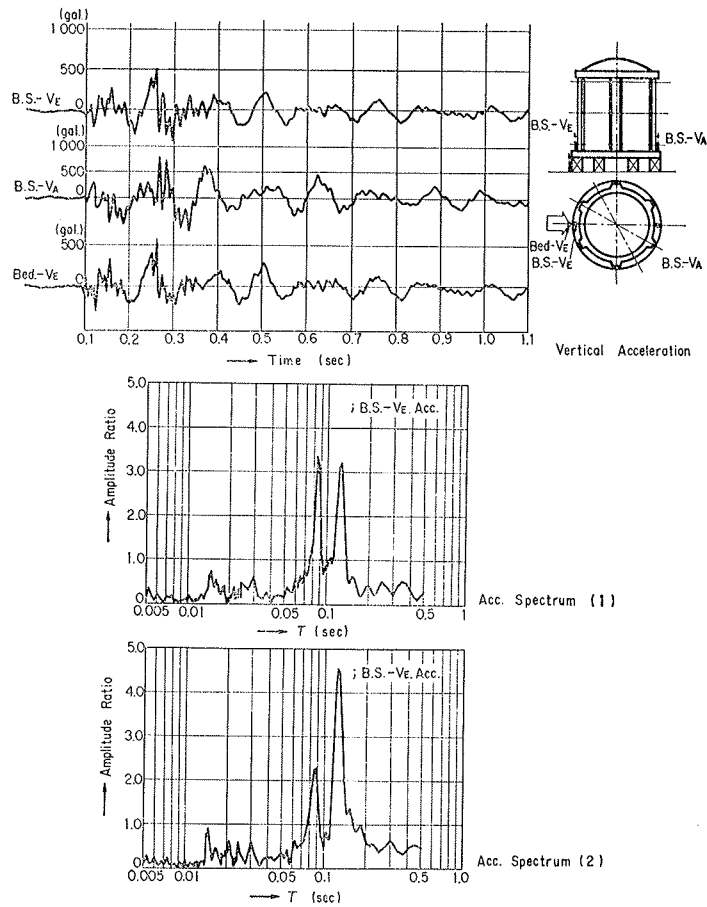 (gal.)
1 000
500
B.S.-VE 0
(gal.)
1 000
500
B.S.-VA 0
(gal.)
500
Bed.-VE 0
0.1 0.2 0.3 0.4 0.5 0.6 0.7 0.8 0.9 1.0 1.1
Time (sec)
B.S.-VE
B.S.-VA
Bed-VE
B.S.-VE
B.S.-VA
Vertical Acceleration
5.0
; B.S.-VE. Acc.
4.0
Amplitude Ratio
3.0
2.0
1.0
0
0.005 0.01 0.05 0.1 0.5 1
T (sec)
Acc. Spectrum (1)
5.0
; B.S.-VE. Acc.
4.0
Amplitude Ratio
3.0
2.0
1.0
0
0.005 0.01 0.05 0.1 0.5 1.0
T (sec)
Acc. Spectrum (2)